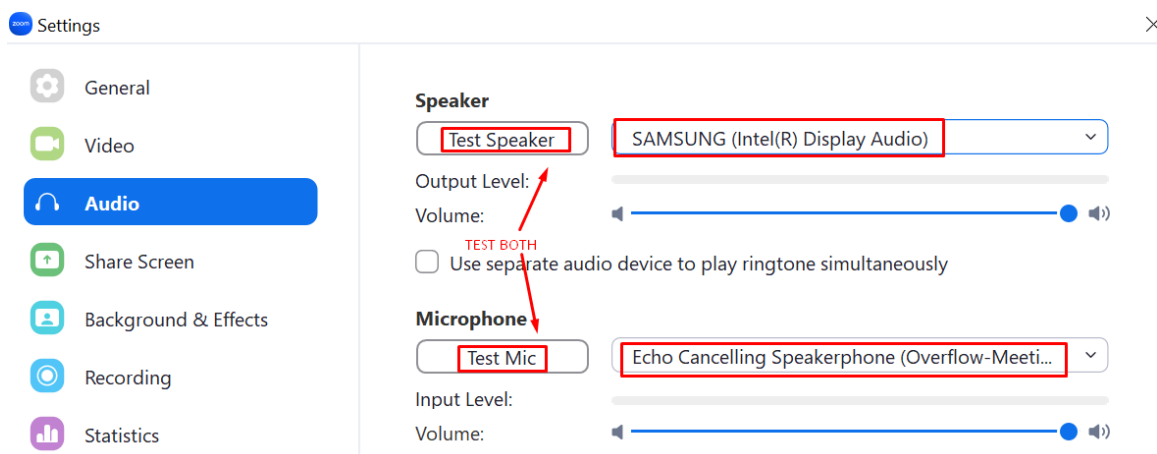 zoom Settings
General
Video
Audio
Share Screen
Background & Effects
Recording
Statistics
Speaker
Test Speaker SAMSUNG (Intel(R) Display Audio)
Output Level:
Volume:
TEST BOTH
Use separate audio device to play ringtone simultaneously
Microphone
Test Mic Echo Cancelling Speakerphone (Overflow-Meeti...
Input Level:
Volume: